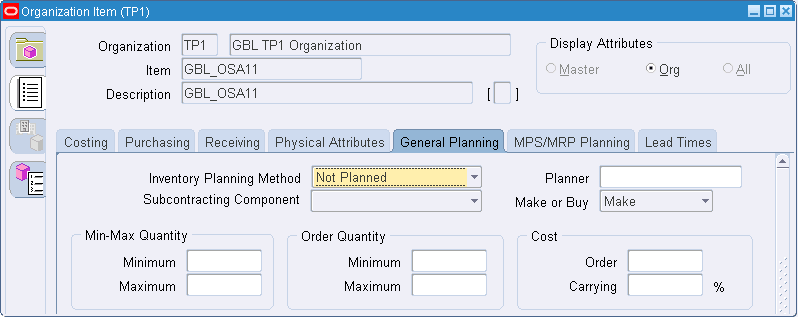 Organization Item (TP1)
Organization TP1 GBL TP1 Organization
Item GBL_OSA11
Description GBL_OSA11 [ ]
Display Attributes
Master Org All
Costing Purchasing Receiving Physical Attributes General Planning MPS/MRP Planning Lead Times
Inventory Planning Method Not Planned Planner
Subcontracting Component Make or Buy Make
Min-Max Quantity Order Quantity Cost
Minimum Minimum Order
Maximum Maximum Carrying %